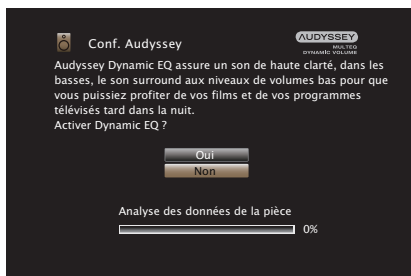 Conf. Audyssey
AUDYSSEY
MULTEQ
DYNAMIC VOLUME
Audyssey Dynamic EQ assure un son de haute clarté, dans les
basses, le son surround aux niveaux de volumes bas pour que
vous puissiez profiter de vos films et de vos programmes
télévisés tard dans la nuit.
Activer Dynamic EQ ?
Oui
Non
Analyse des données de la pièce
0%